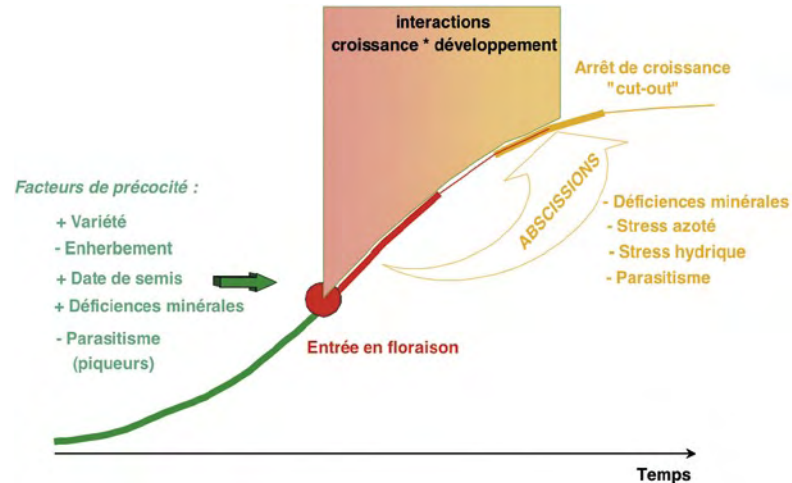 interactions
croissance * développement
Arrêt de croissance
"cut-out"
Facteurs de précocité :
+ Variété
- Enherbement
+ Date de semis
+ Déficiences minérales
- Parasitisme
(piqueurs)
ABSCISSIONS
- Déficiences minérales
- Stress azoté
- Stress hydrique
- Parasitisme
Entrée en floraison
Temps